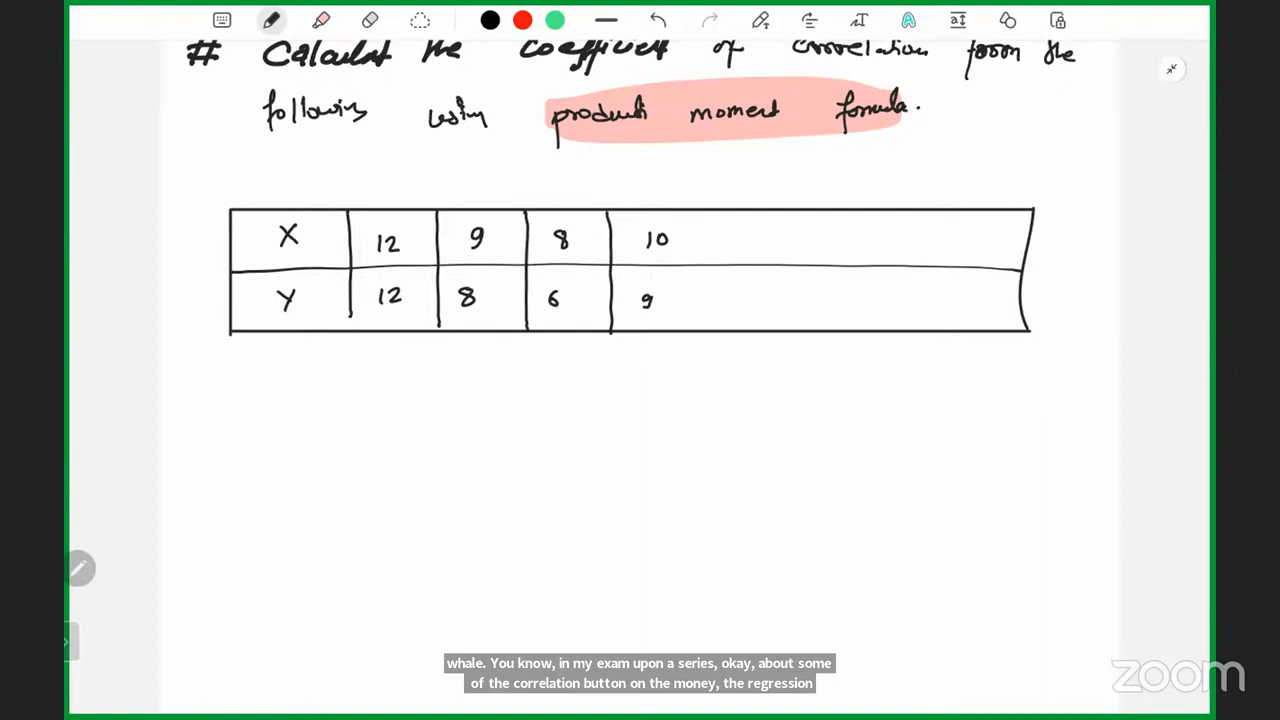 # Calculat the coefficient of correlation form the
following using product moment formula.
X 12 9 8 10
Y 12 8 6 9
whale. You know, in my exam upon a series, okay, about some
of the correlation button on the money, the regression
zoom